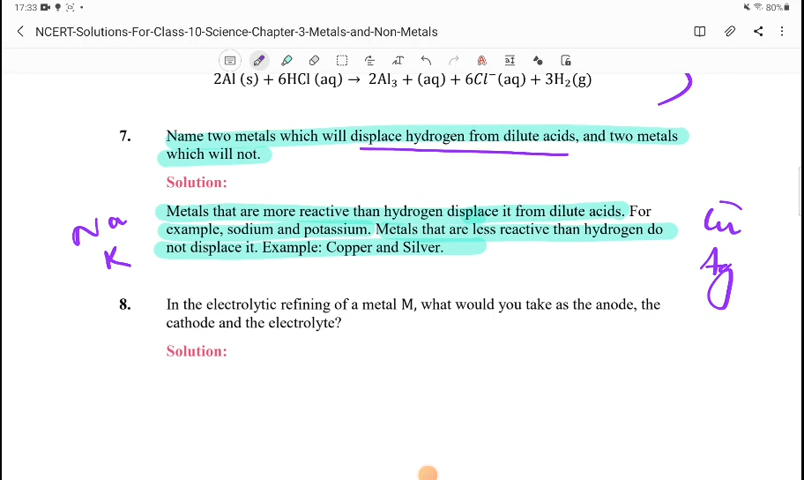 17:33 80%
NCERT-Solutions-For-Class-10-Science-Chapter-3-Metals-and-Non-Metals
2Al (s) + 6HCl (aq) → 2Al₃ + (aq) + 6Cl⁻(aq) + 3H₂(g)
7. Name two metals which will displace hydrogen from dilute acids, and two metals
which will not.
Solution:
Metals that are more reactive than hydrogen displace it from dilute acids. For
example, sodium and potassium. Metals that are less reactive than hydrogen do
not displace it. Example: Copper and Silver.
Na
K
Cu
Ag
8. In the electrolytic refining of a metal M, what would you take as the anode, the
cathode and the electrolyte?
Solution: